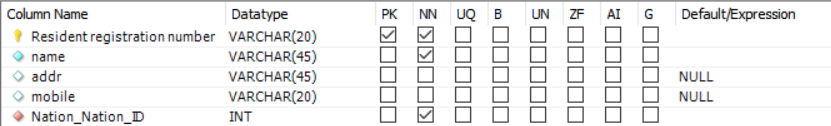 Column Name Datatype PK NN UQ B UN ZF AI G Default/Expression
Resident registration number VARCHAR(20)
name VARCHAR(45)
addr VARCHAR(45) NULL
mobile VARCHAR(20) NULL
Nation_Nation_ID INT